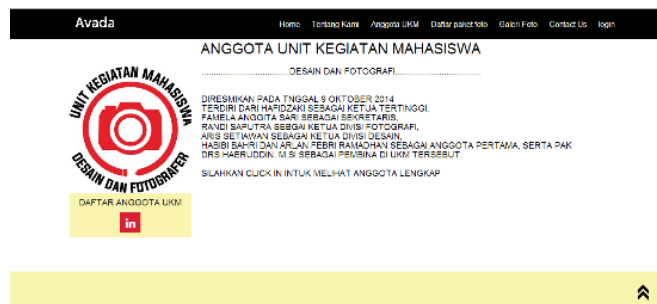 Avada
Home Tentang Kami Anggota UKM Daftar paket foto Galeri Foto Contact Us login
ANGGOTA UNIT KEGIATAN MAHASISWA
...................................DESAIN DAN FOTOGRAFI..................................
UNIT KEGIATAN MAHASISWA
DESAIN DAN FOTOGRAFER
DIRESMIKAN PADA TNGGAL 9 OKTOBER 2014
TERDIRI DARI HAFIDZAKI SEBAGAI KETUA TERTINGGI.
FAMELA ANGGITA SARI SEBAGAI SEKRETARIS,
RANDI SAPUTRA SEBGAI KETUA DIVISI FOTOGRAFI,
ARIS SETIAWAN SEBAGAI KETUA DIVISI DESAIN,
HABIBI BAHRI DAN ARLAN FEBRI RAMADHAN SEBAGAI ANGGOTA PERTAMA, SERTA PAK
DRS.HAERUDDIN, M.SI SEBAGAI PEMBINA DI UKM TERSEBUT
SILAHKAN CLICK IN INTUK MELIHAT ANGGOTA LENGKAP
DAFTAR ANGGOTA UKM
in